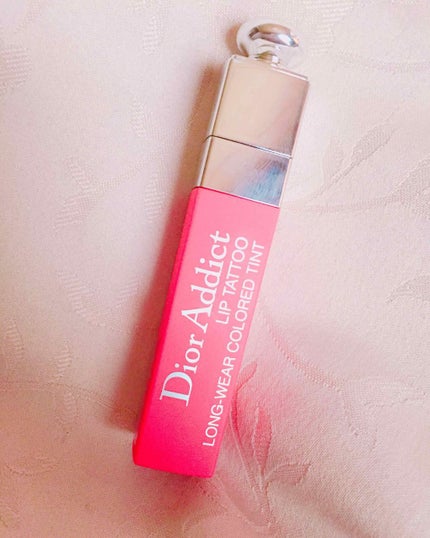 Dior Addict
LIP TATTOO
LONG-WEAR COLORED TINT